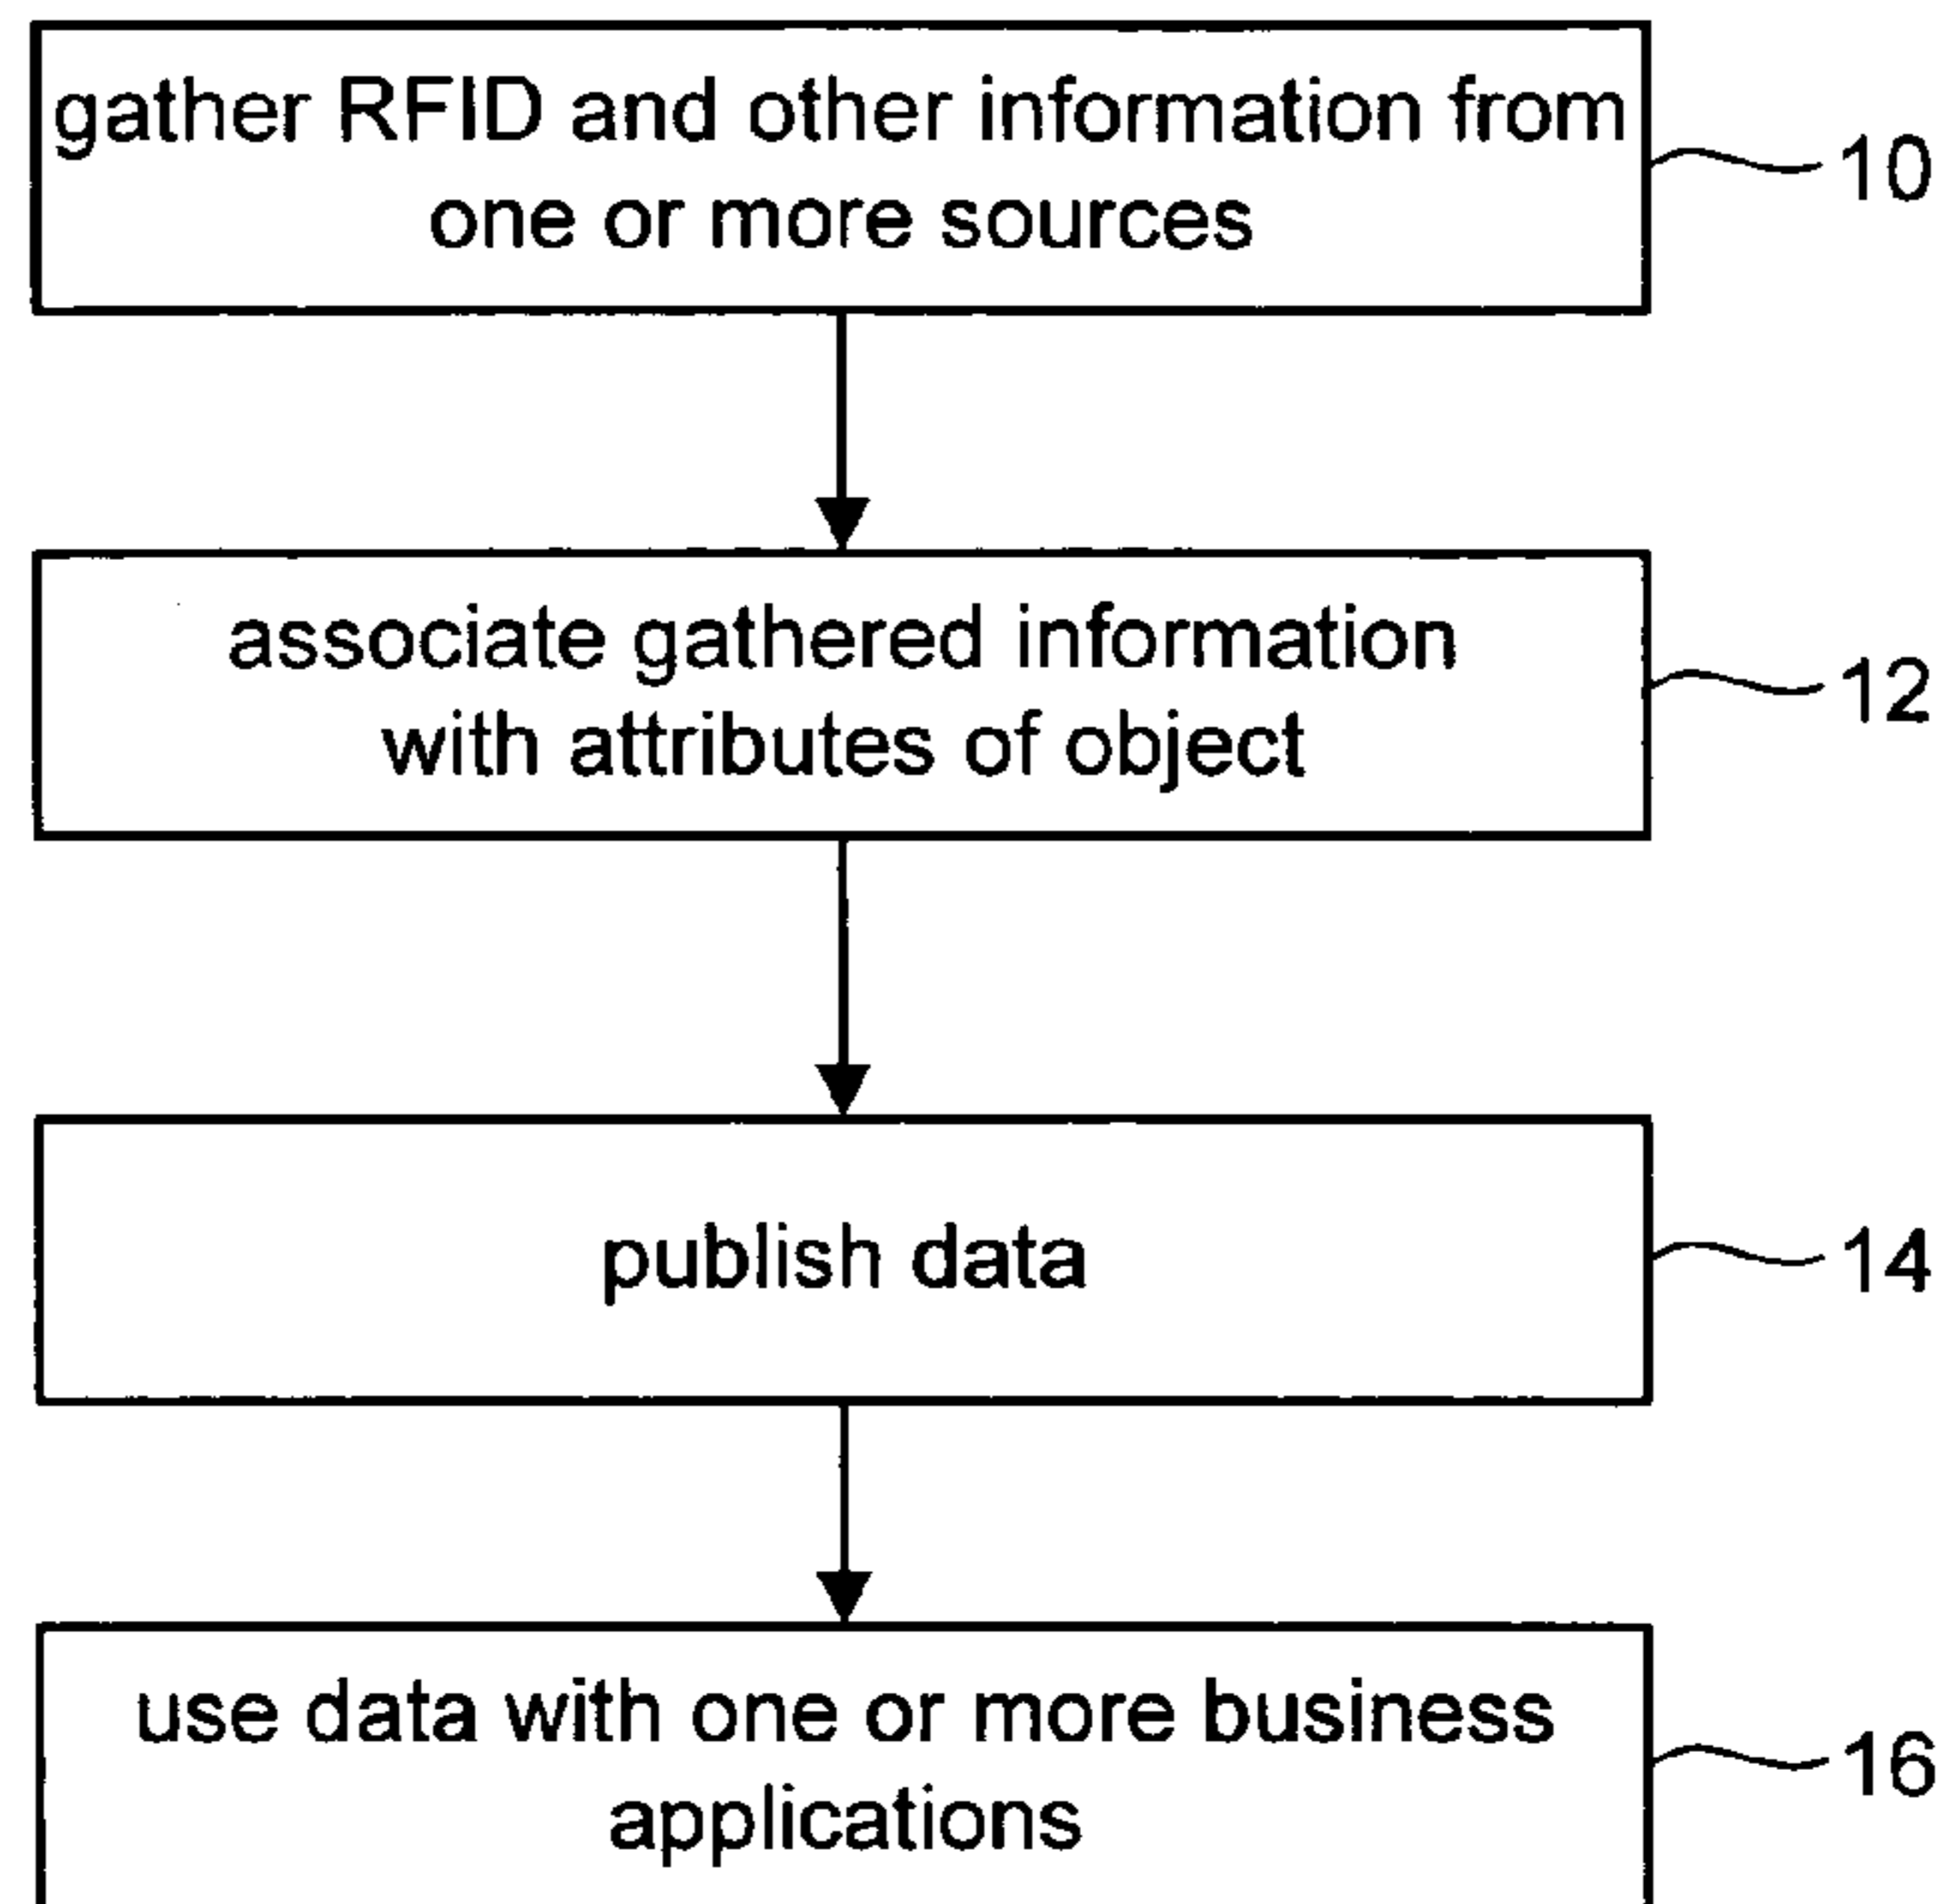 gather RFID and other information from
one or more sources
10
associate gathered information
with attributes of object
12
publish data
14
use data with one or more business
applications
16